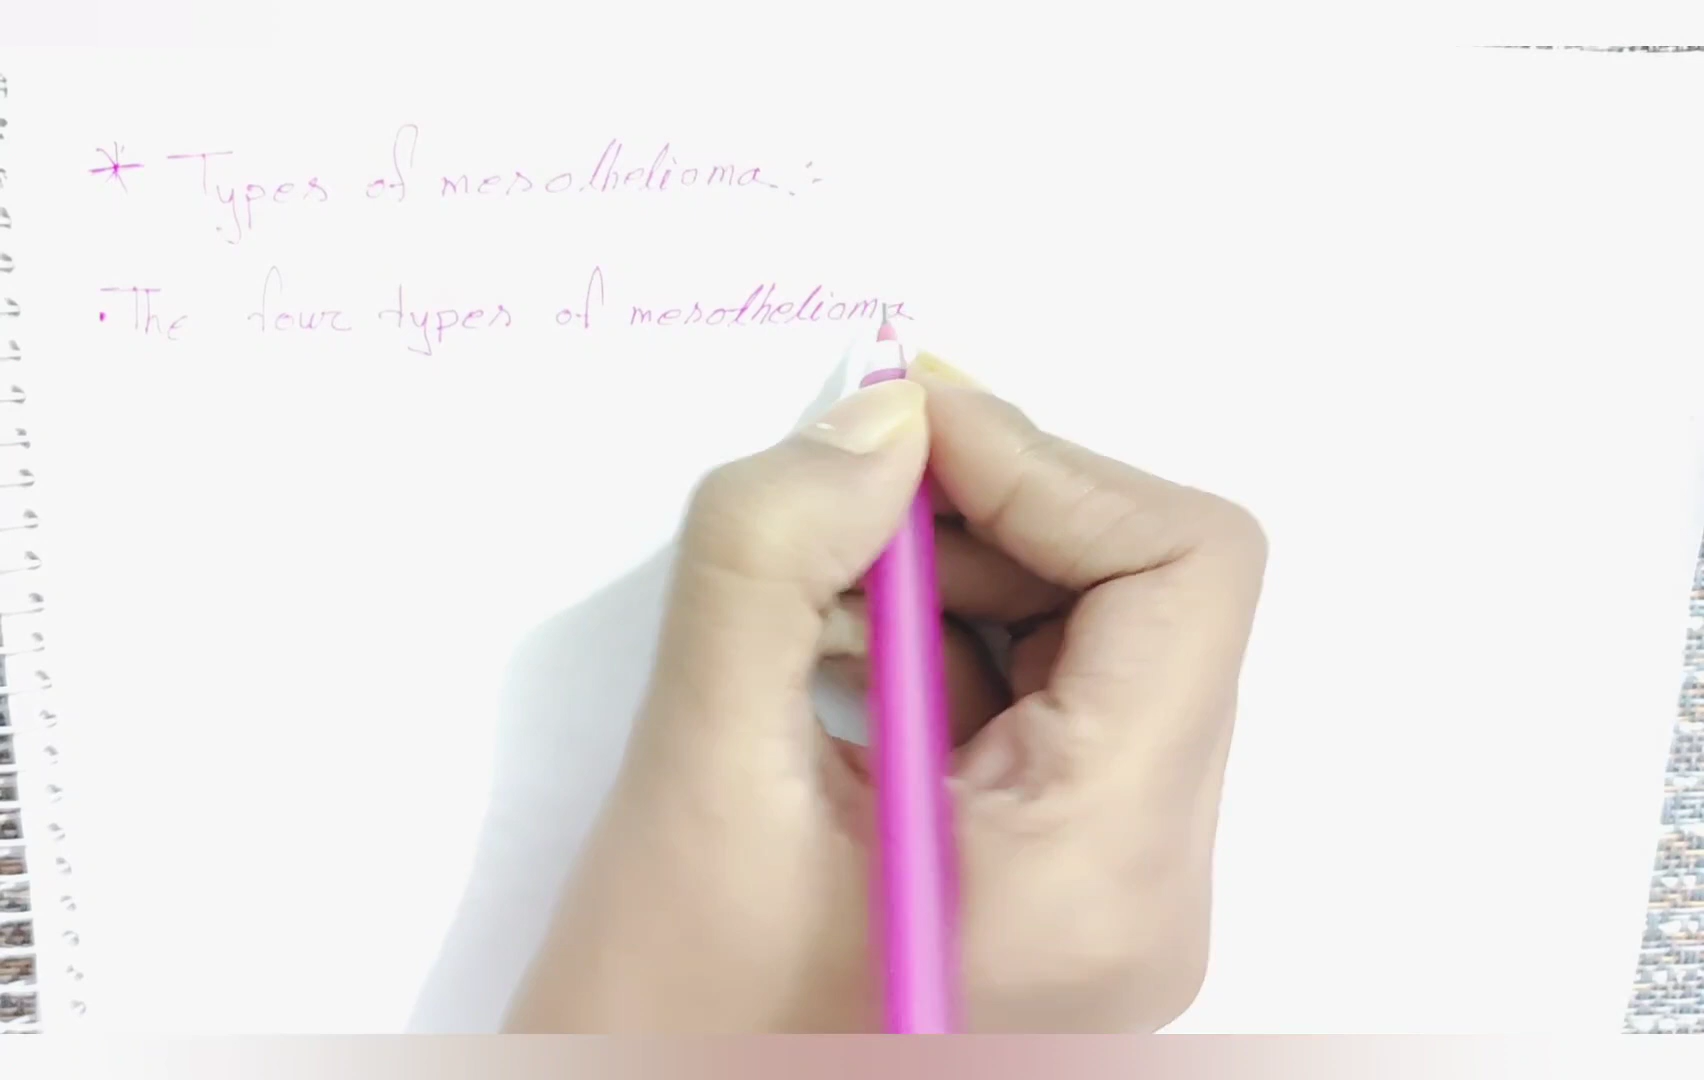 * Types of mesothelioma :-
• The four types of mesothelioma